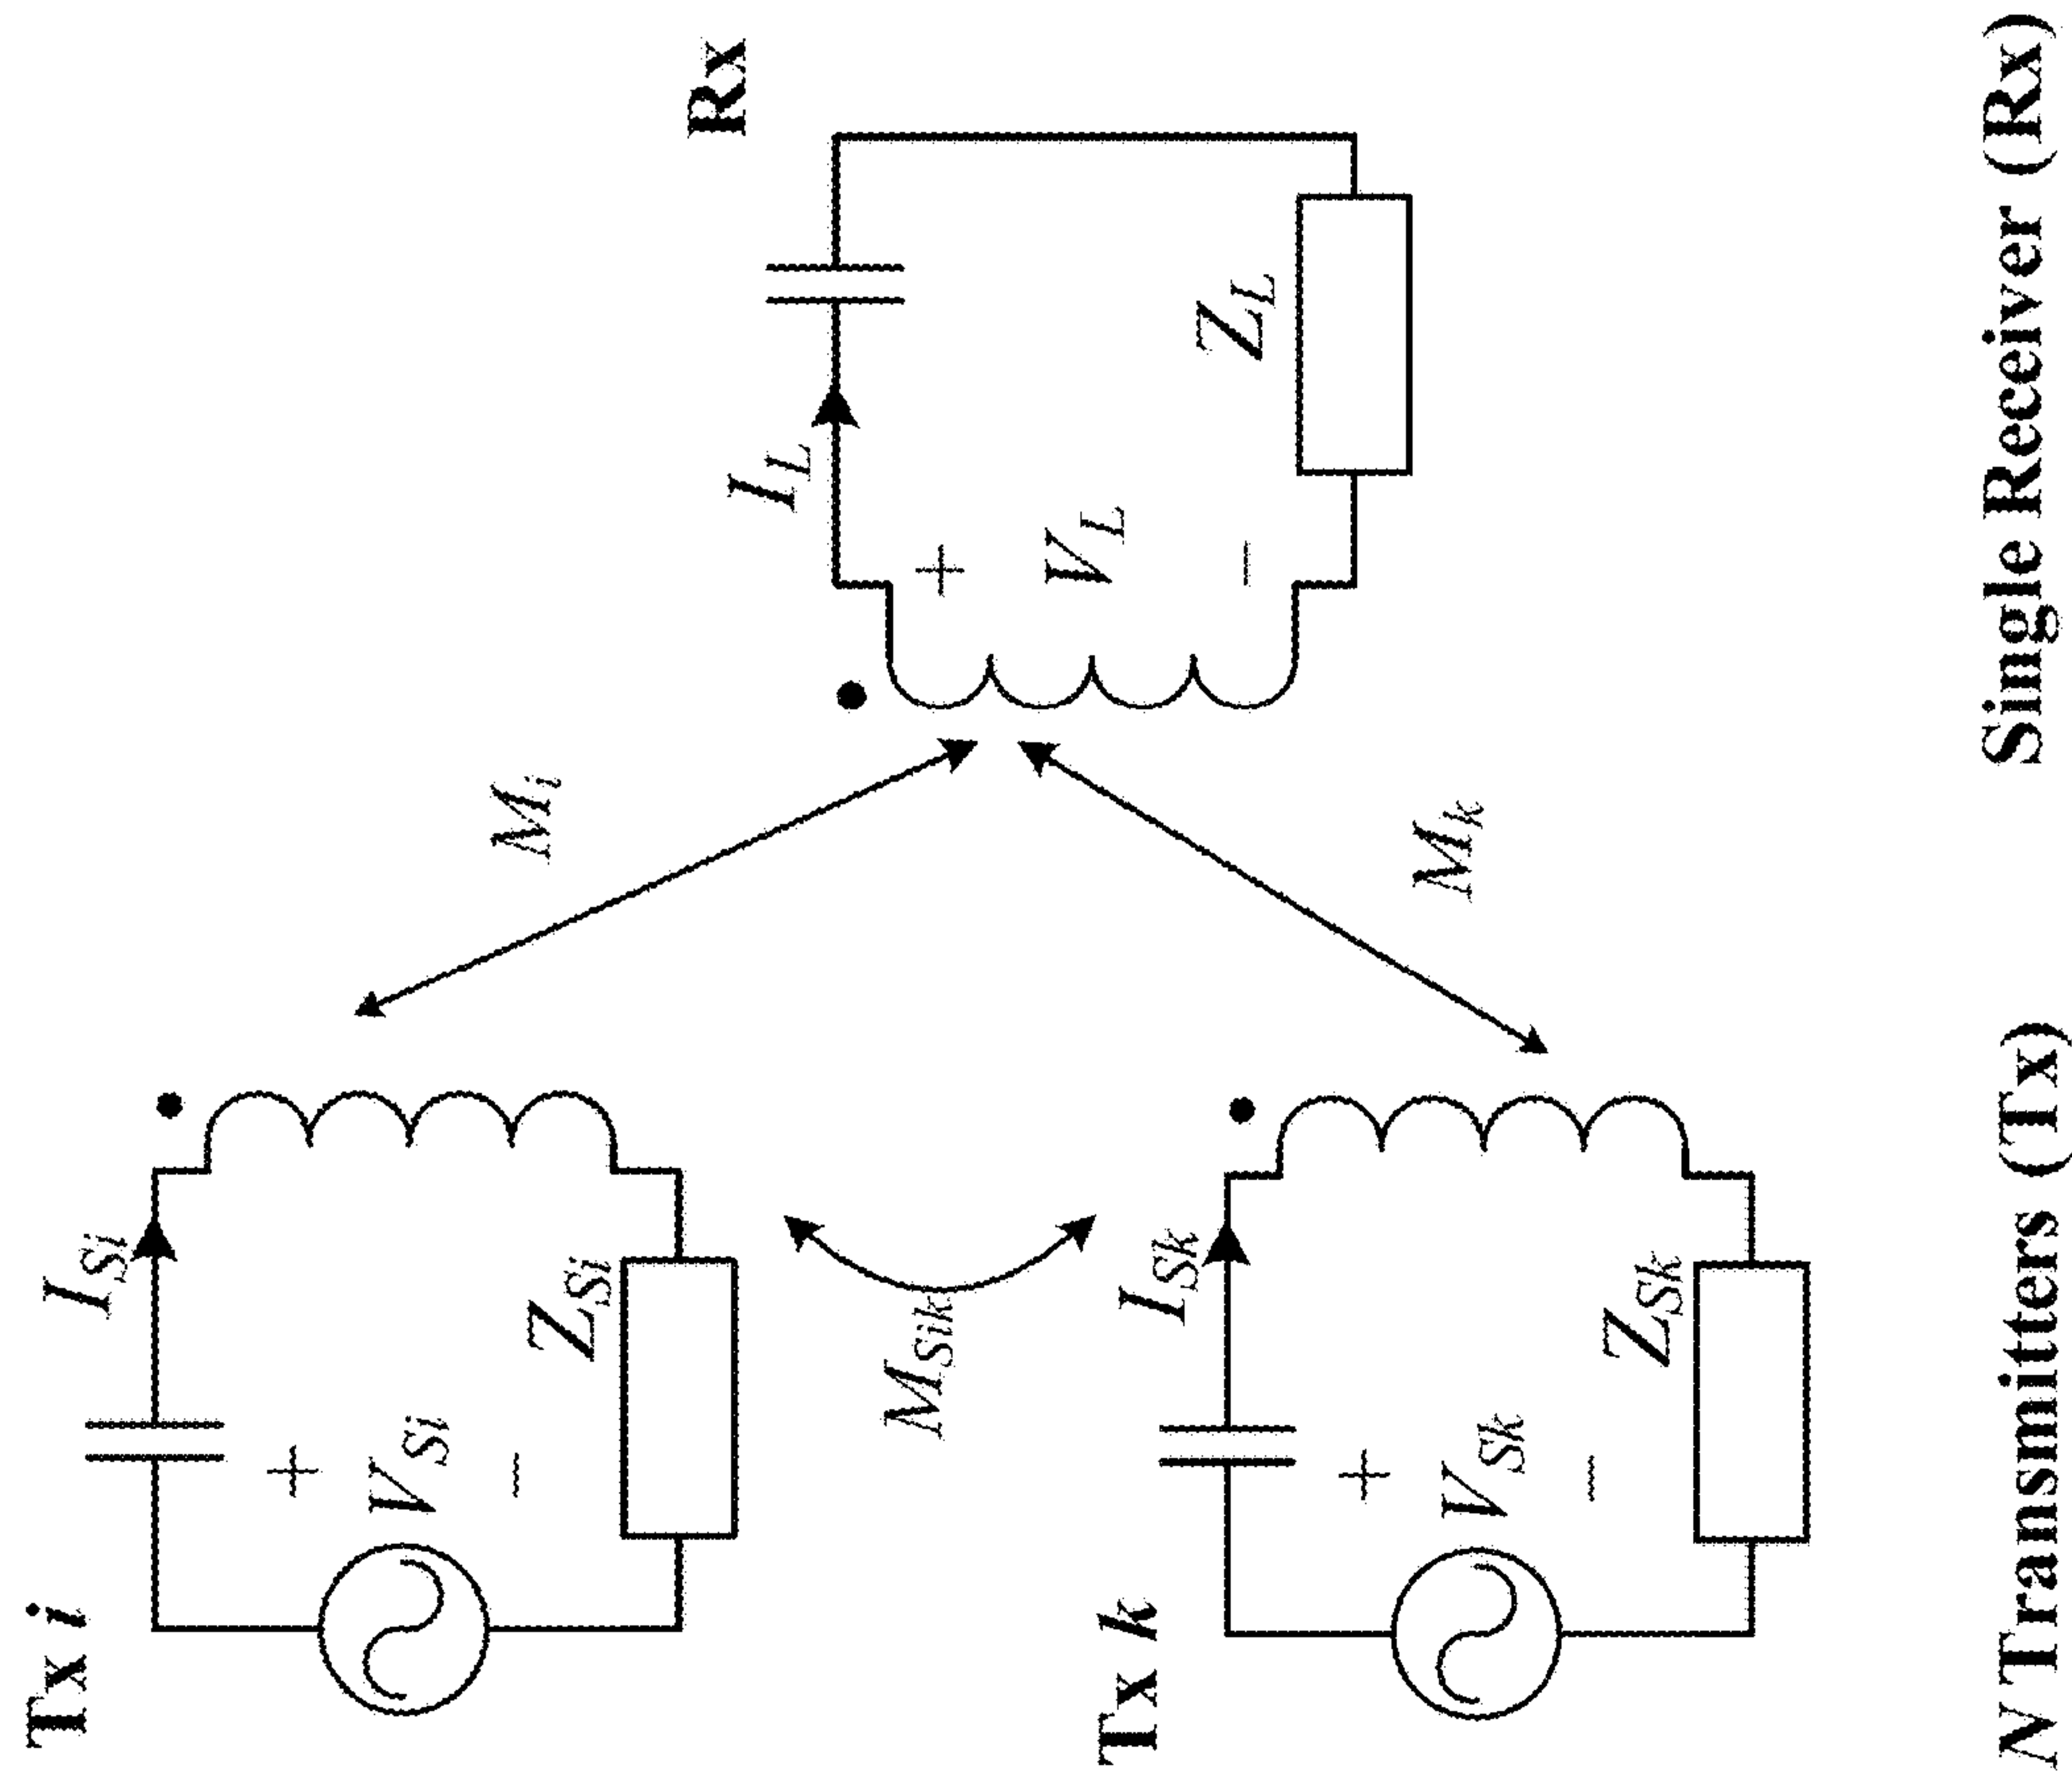 Tx i
I_Si
+
V_Si
−
Z_Si
M_Sik
Tx k
I_Sk
+
V_Sk
−
Z_Sk
M_i
M_k
Rx
I_L
+
V_L
−
Z_L
N Transmitters (Tx)
Single Receiver (Rx)